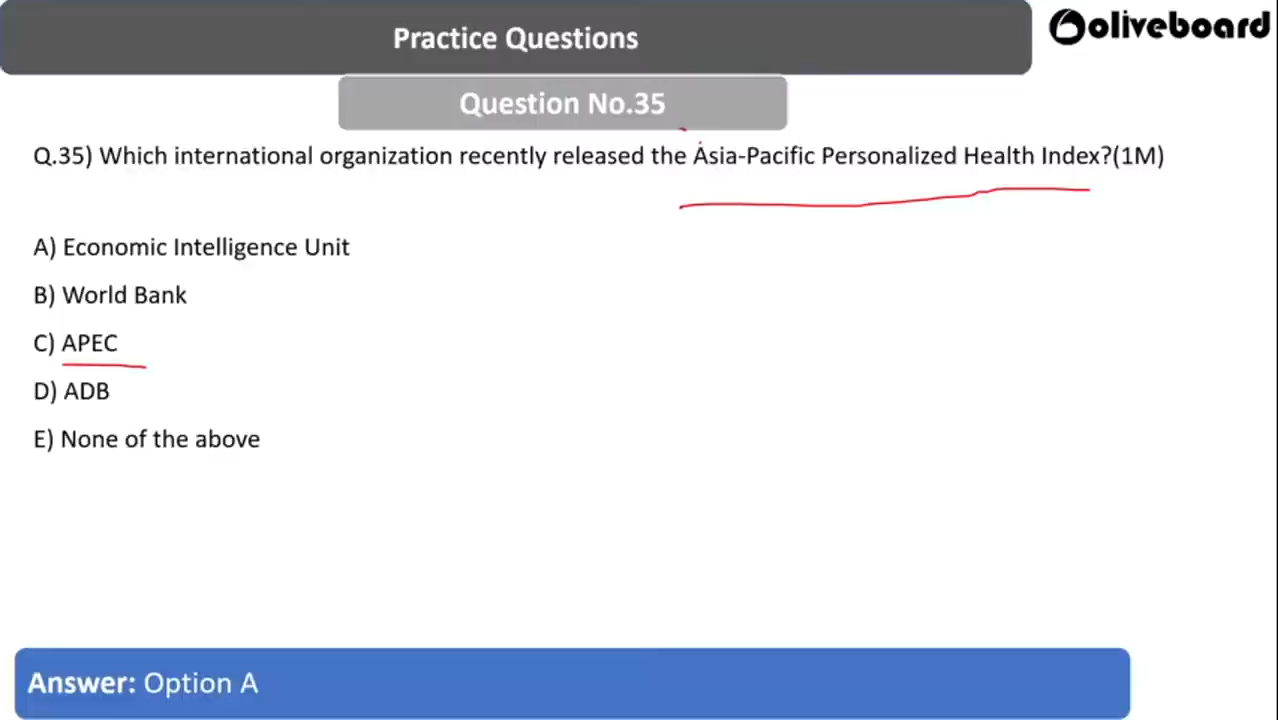 Practice Questions
oliveboard
Question No.35
Q.35) Which international organization recently released the Asia-Pacific Personalized Health Index?(1M)
A) Economic Intelligence Unit
B) World Bank
C) APEC
D) ADB
E) None of the above
Answer: Option A